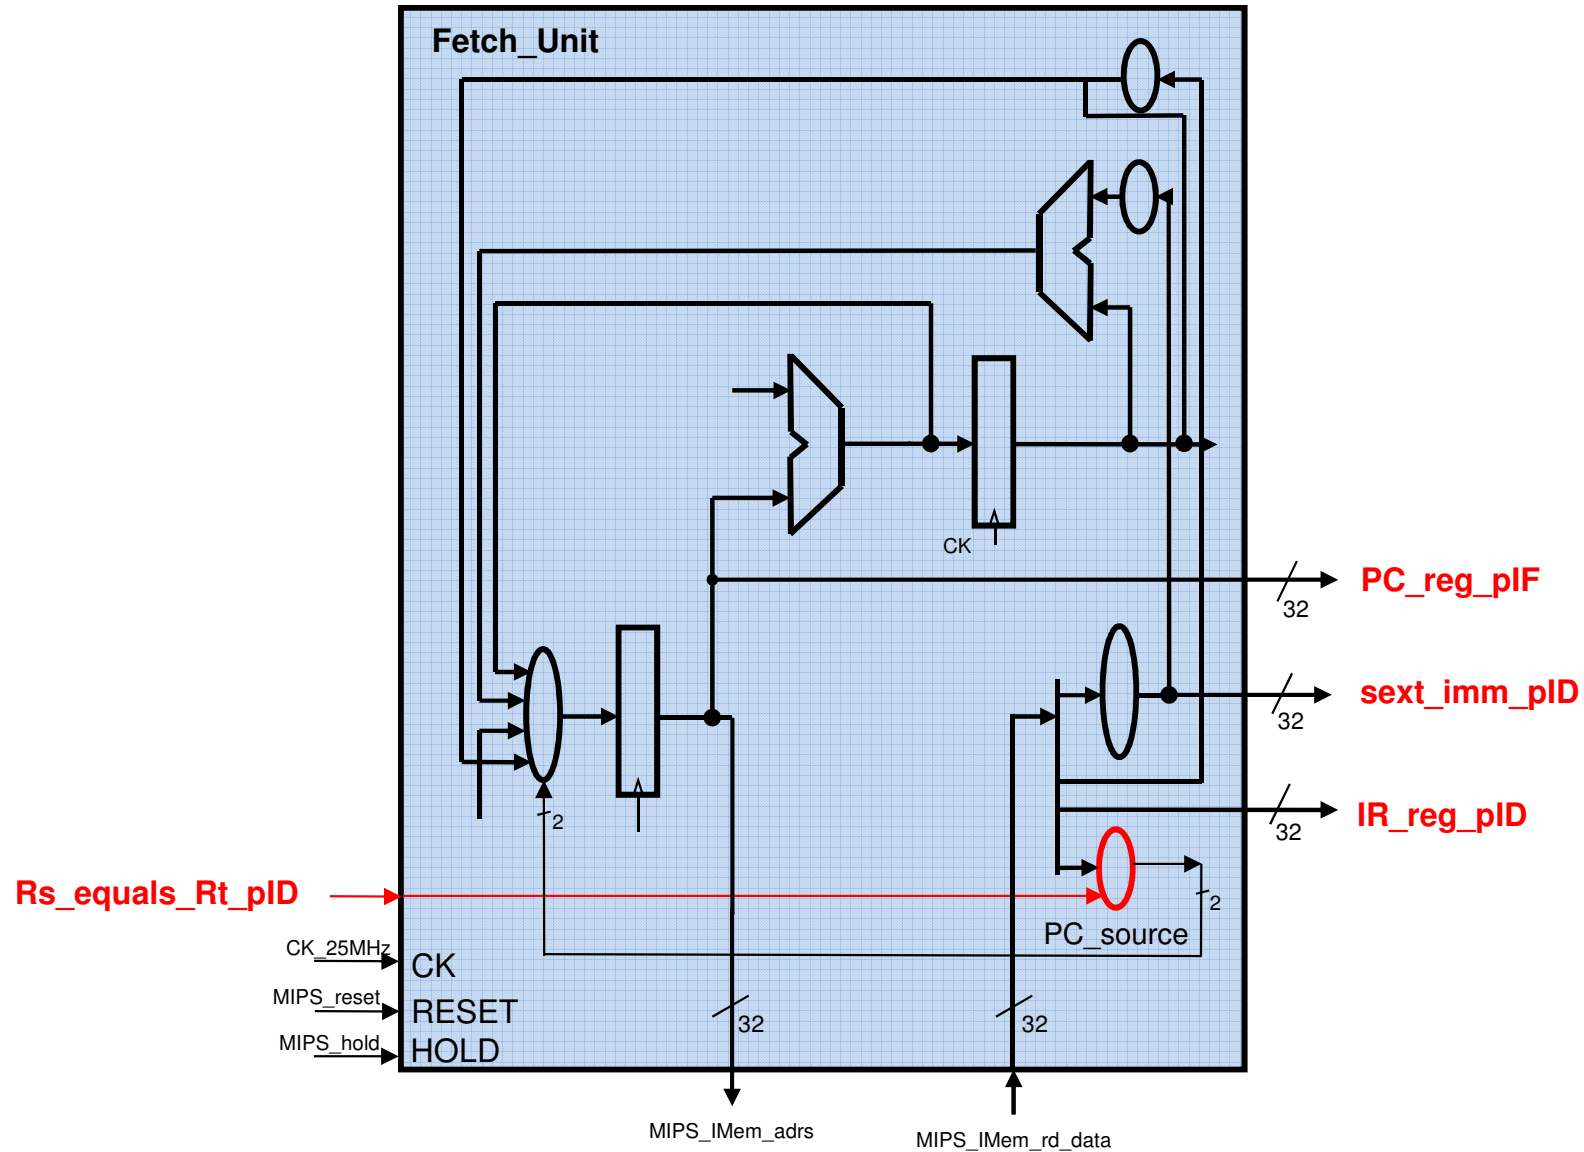 Fetch_Unit
CK
PC_reg_pIF
32
sext_imm_pID
32
2
IR_reg_pID
32
Rs_equals_Rt_pID
2
PC_source
CK_25MHz
CK
MIPS_reset
RESET
32
32
MIPS_hold
HOLD
MIPS_IMem_adrs
MIPS_IMem_rd_data